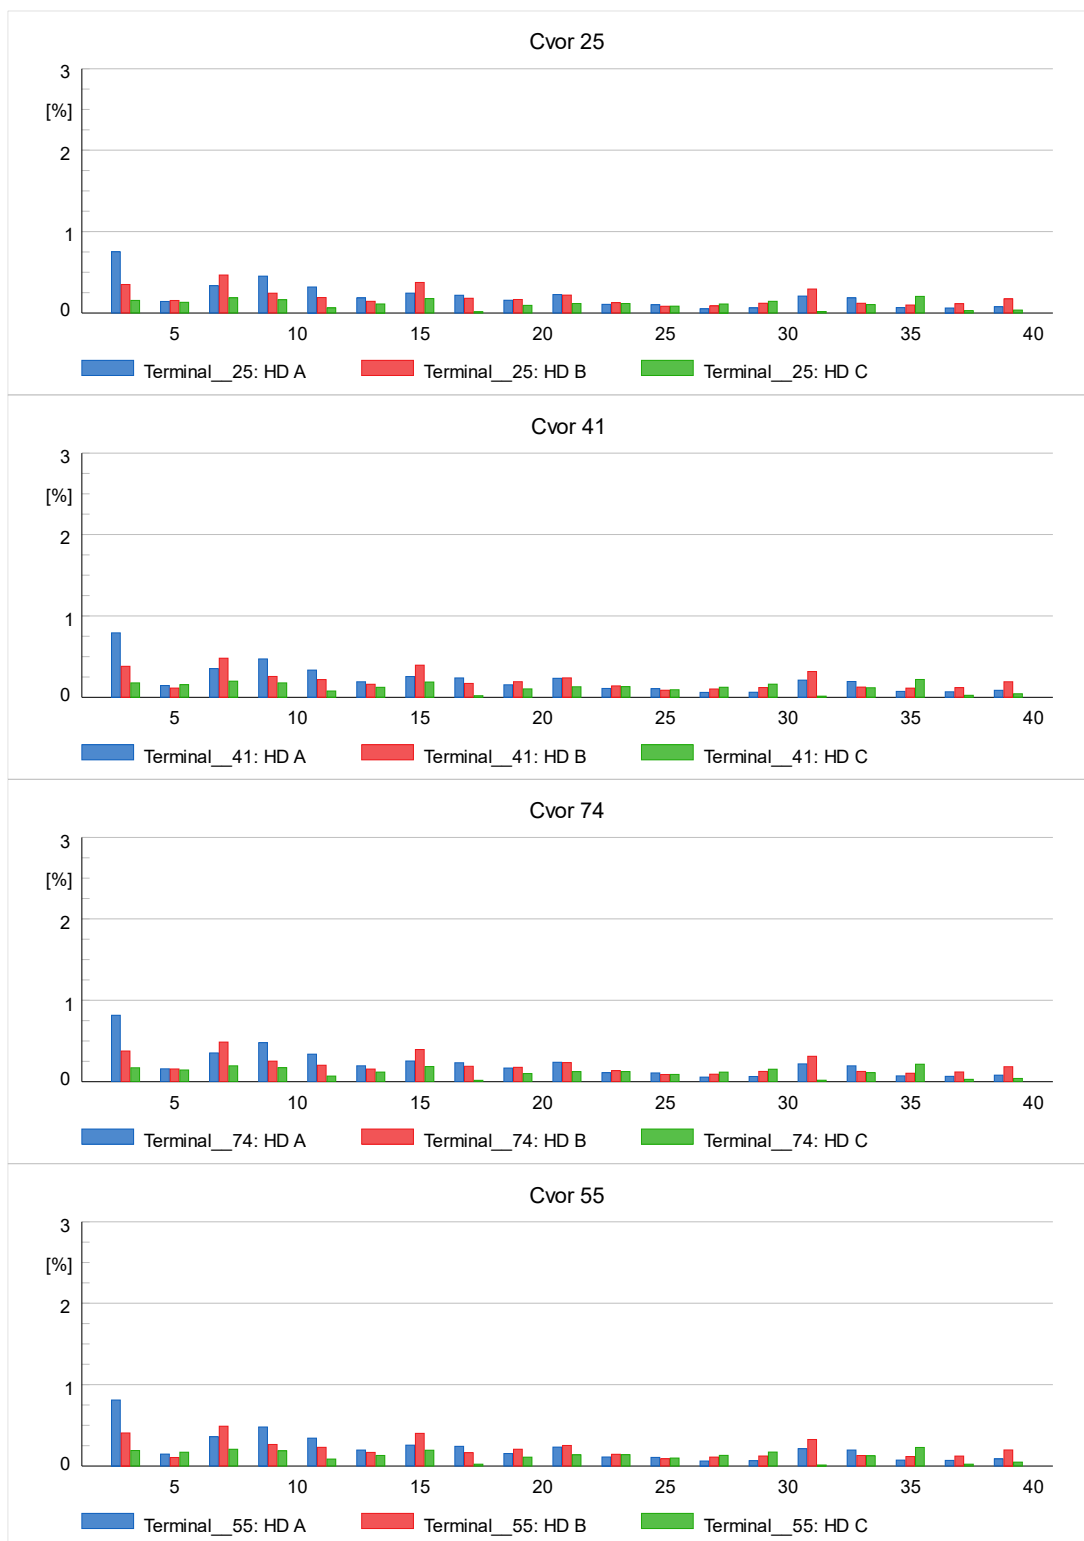 Cvor 25
3
[%]
2
1
0
5 10 15 20 25 30 35 40
Terminal__25: HD A Terminal__25: HD B Terminal__25: HD C
Cvor 41
3
[%]
2
1
0
5 10 15 20 25 30 35 40
Terminal__41: HD A Terminal__41: HD B Terminal__41: HD C
Cvor 74
3
[%]
2
1
0
5 10 15 20 25 30 35 40
Terminal__74: HD A Terminal__74: HD B Terminal__74: HD C
Cvor 55
3
[%]
2
1
0
5 10 15 20 25 30 35 40
Terminal__55: HD A Terminal__55: HD B Terminal__55: HD C